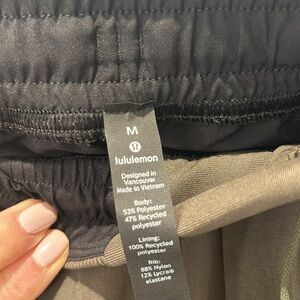 M
lululemon
Designed in
Vancouver
Made in Vietnam
Body:
53% Polyester
47% Recycled
polyester
Lining:
100% Recycled
polyester
Rib:
88% Nylon
12% Lycra®
elastane